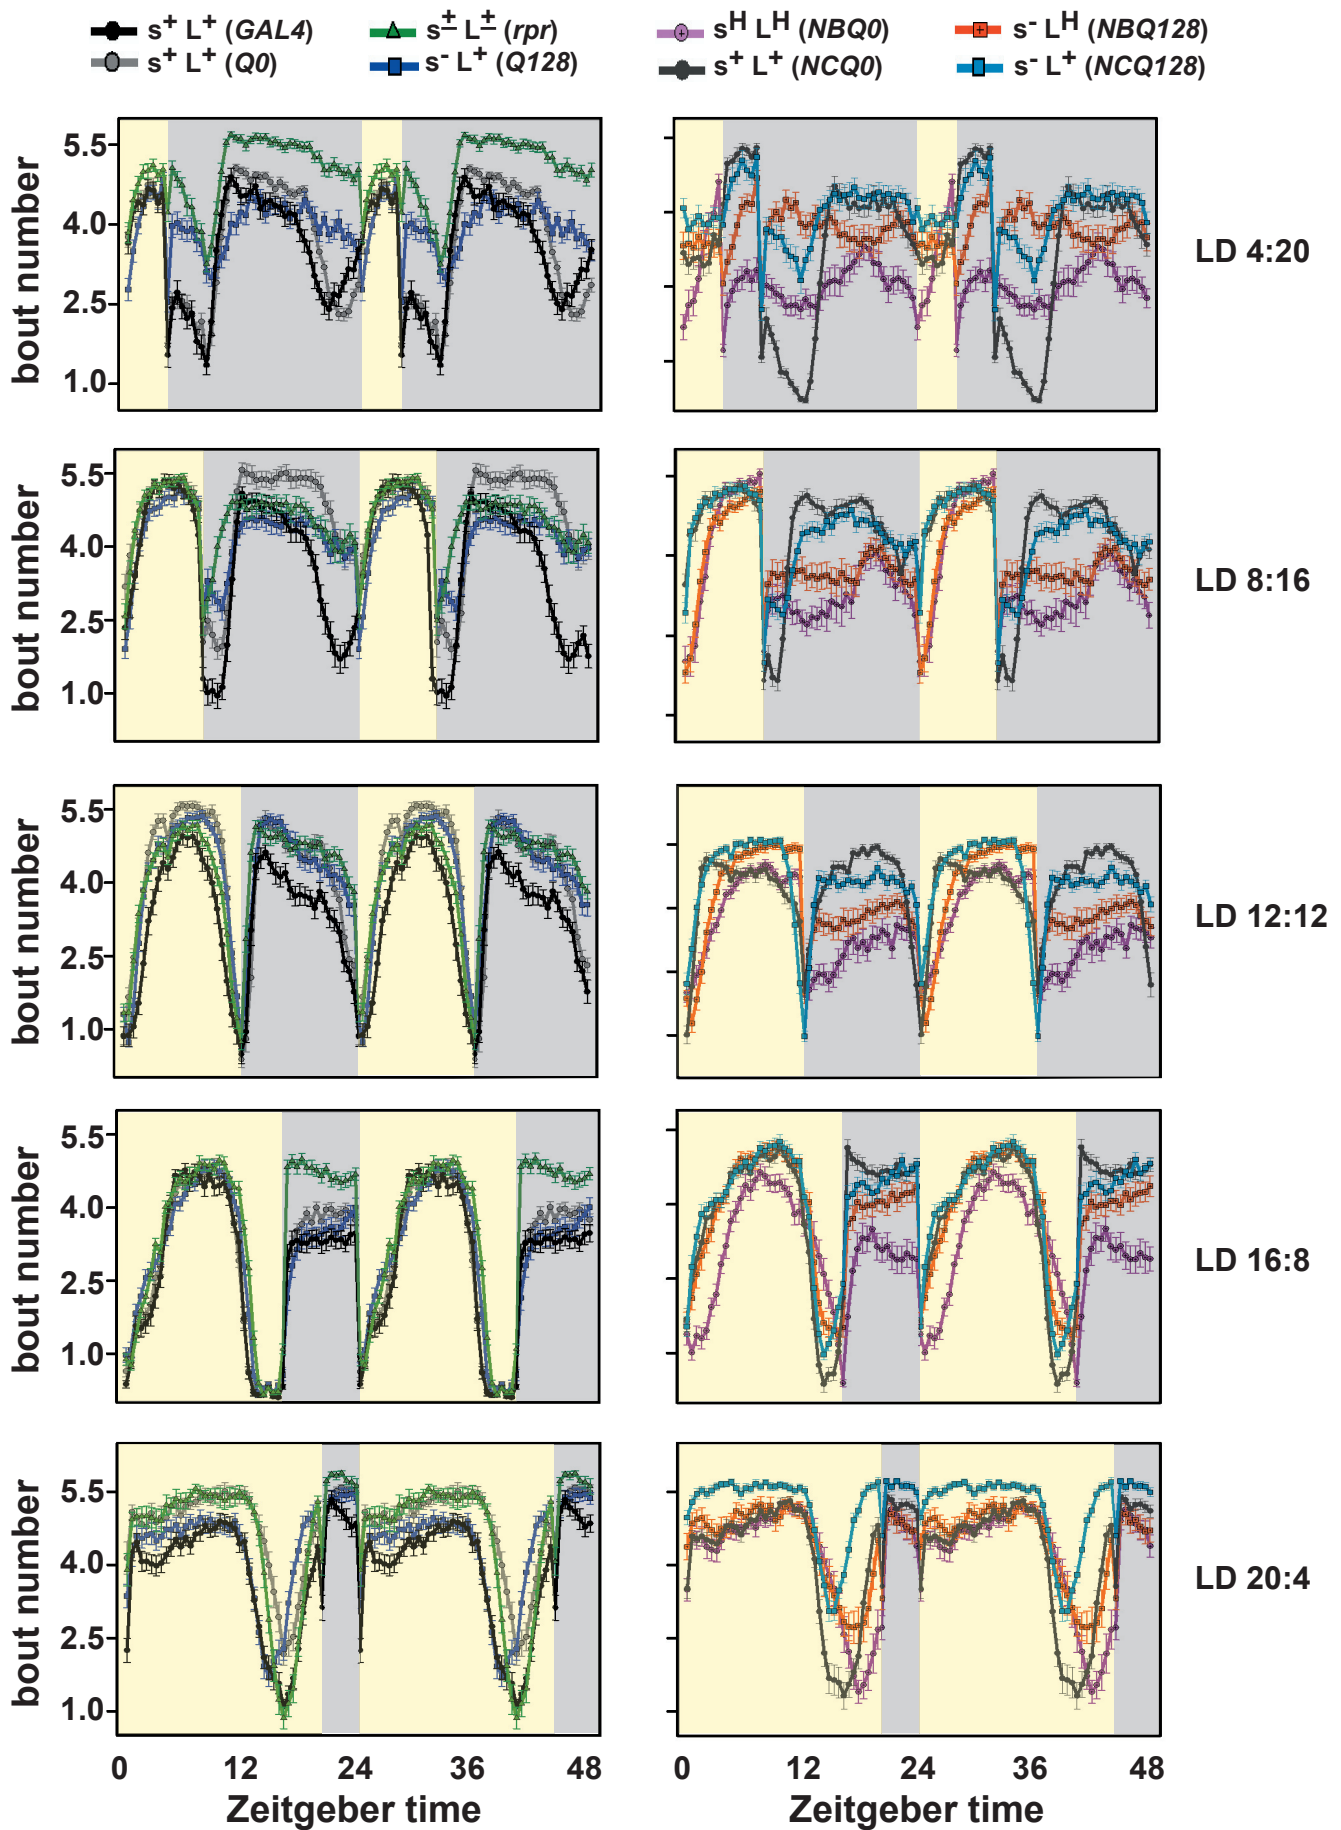 s+ L+ (GAL4) s± L± (rpr) sH LH (NBQ0) s- LH (NBQ128)
s+ L+ (Q0) s- L+ (Q128) s+ L+ (NCQ0) s- L+ (NCQ128)
bout number
5.5
4.0
2.5
1.0
LD 4:20
bout number
5.5
4.0
2.5
1.0
LD 8:16
bout number
5.5
4.0
2.5
1.0
LD 12:12
bout number
5.5
4.0
2.5
1.0
LD 16:8
bout number
5.5
4.0
2.5
1.0
LD 20:4
0 12 24 36 48 0 12 24 36 48
Zeitgeber time Zeitgeber time